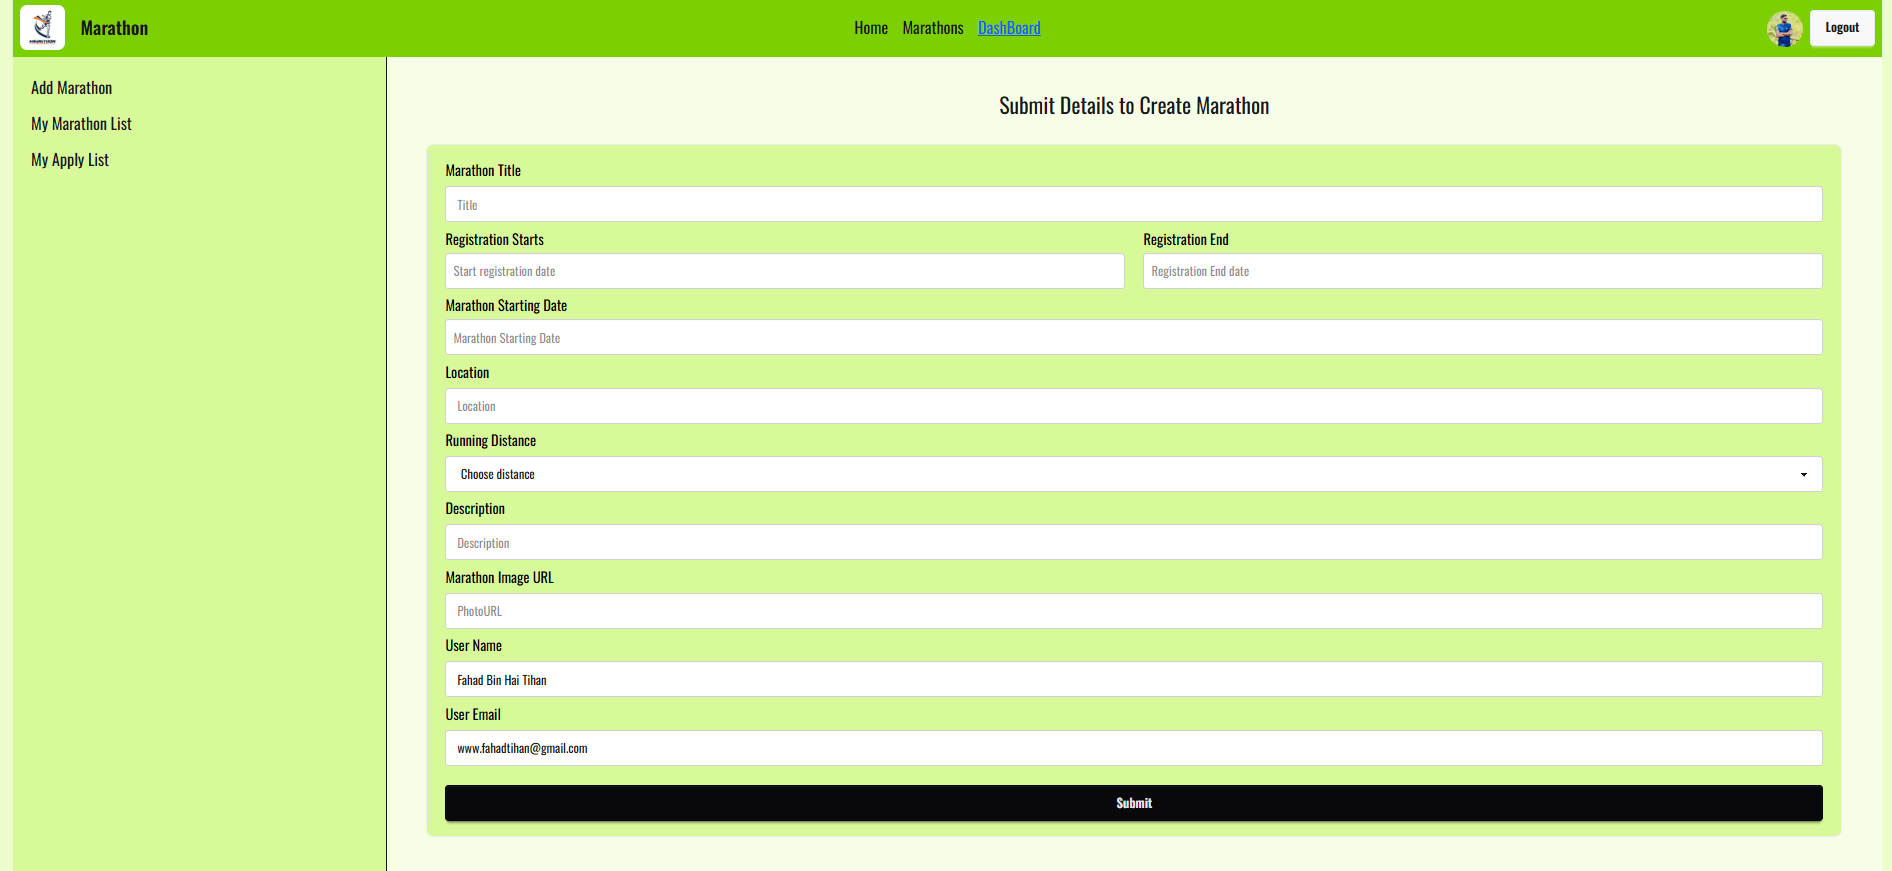 Marathon
Home Marathons DashBoard
Logout
Add Marathon
My Marathon List
My Apply List
Submit Details to Create Marathon
Marathon Title
Title
Registration Starts Registration End
Start registration date Registration End date
Marathon Starting Date
Marathon Starting Date
Location
Location
Running Distance
Choose distance
Description
Description
Marathon Image URL
PhotoURL
User Name
Fahad Bin Hai Tihan
User Email
www.fahadtihan@gmail.com
Submit